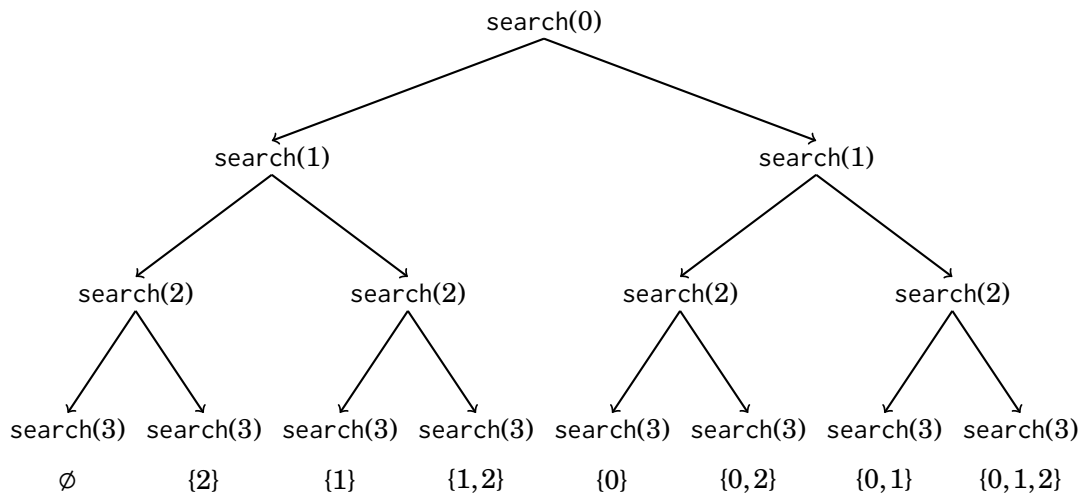 search(0)
search(1) search(1)
search(2) search(2) search(2) search(2)
search(3) search(3) search(3) search(3) search(3) search(3) search(3) search(3)
∅ {2} {1} {1,2} {0} {0,2} {0,1} {0,1,2}